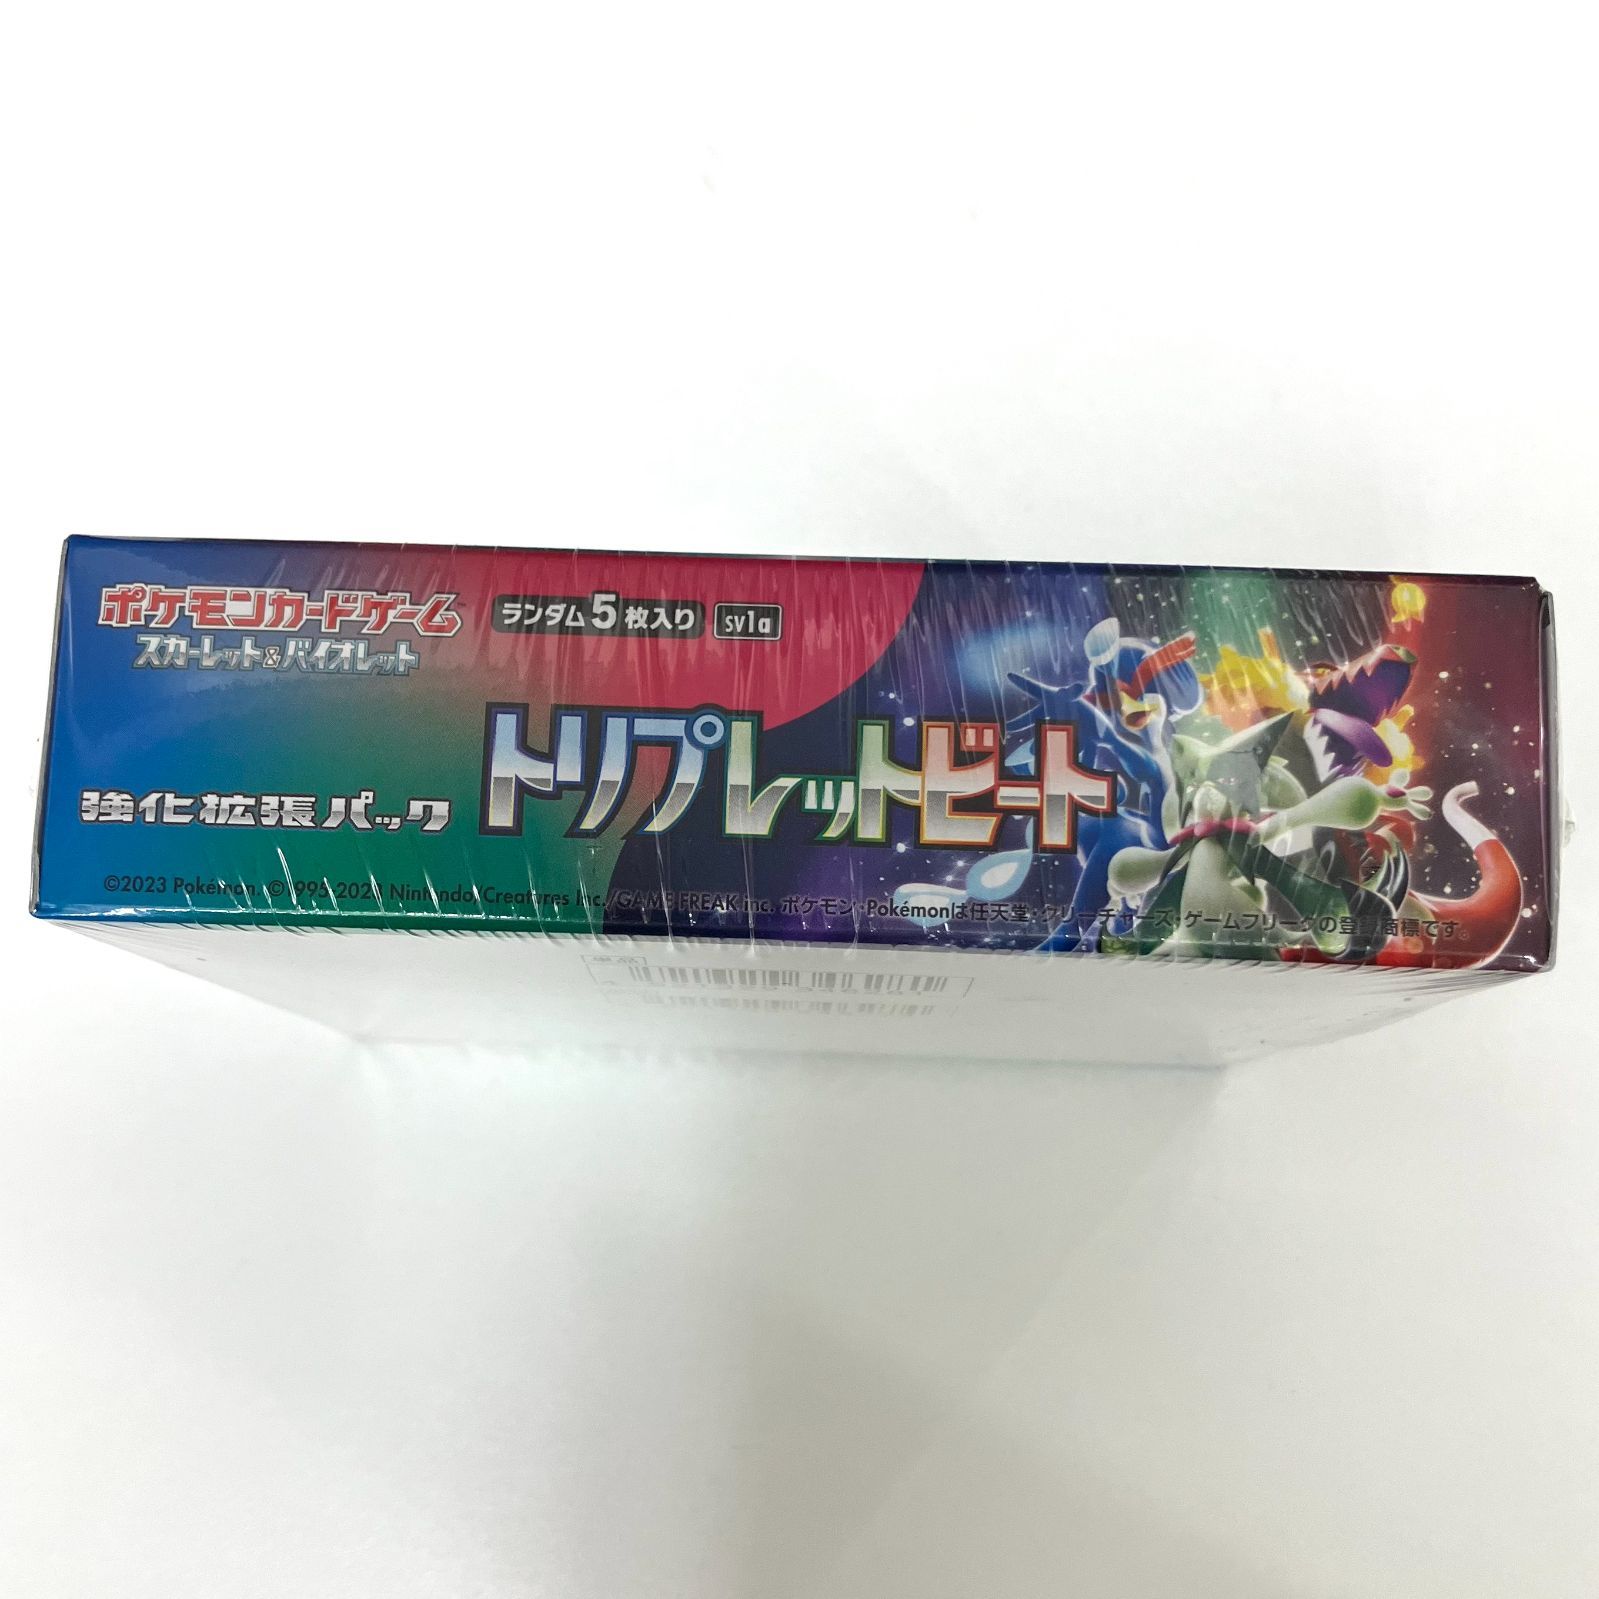 ポケモンカードゲーム
スカーレット&バイオレット
ランダム5枚入り sv1a
強化拡張パック トリプレットビート
©2023 Pokémon. ©1995-2023 Nintendo/Creatures Inc./GAME FREAK inc. ポケモン・Pokémonは任天堂・クリーチャーズ・ゲームフリークの登録商標です。